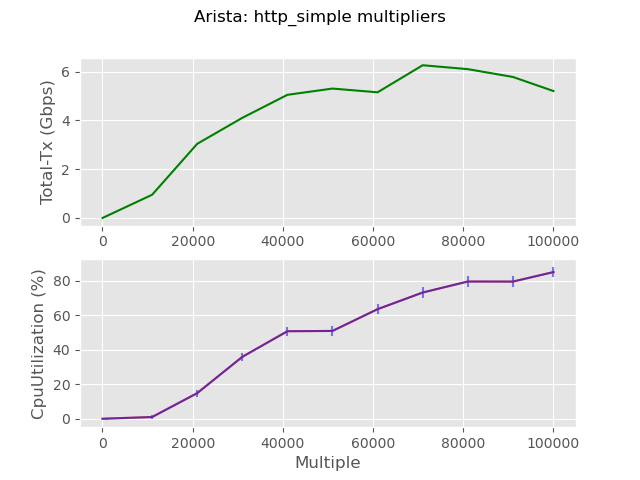 Arista: http_simple multipliers
Total-Tx (Gbps)
6
4
2
0
0 20000 40000 60000 80000 100000
CpuUtilization (%)
80
60
40
20
0
0 20000 40000 60000 80000 100000
Multiple